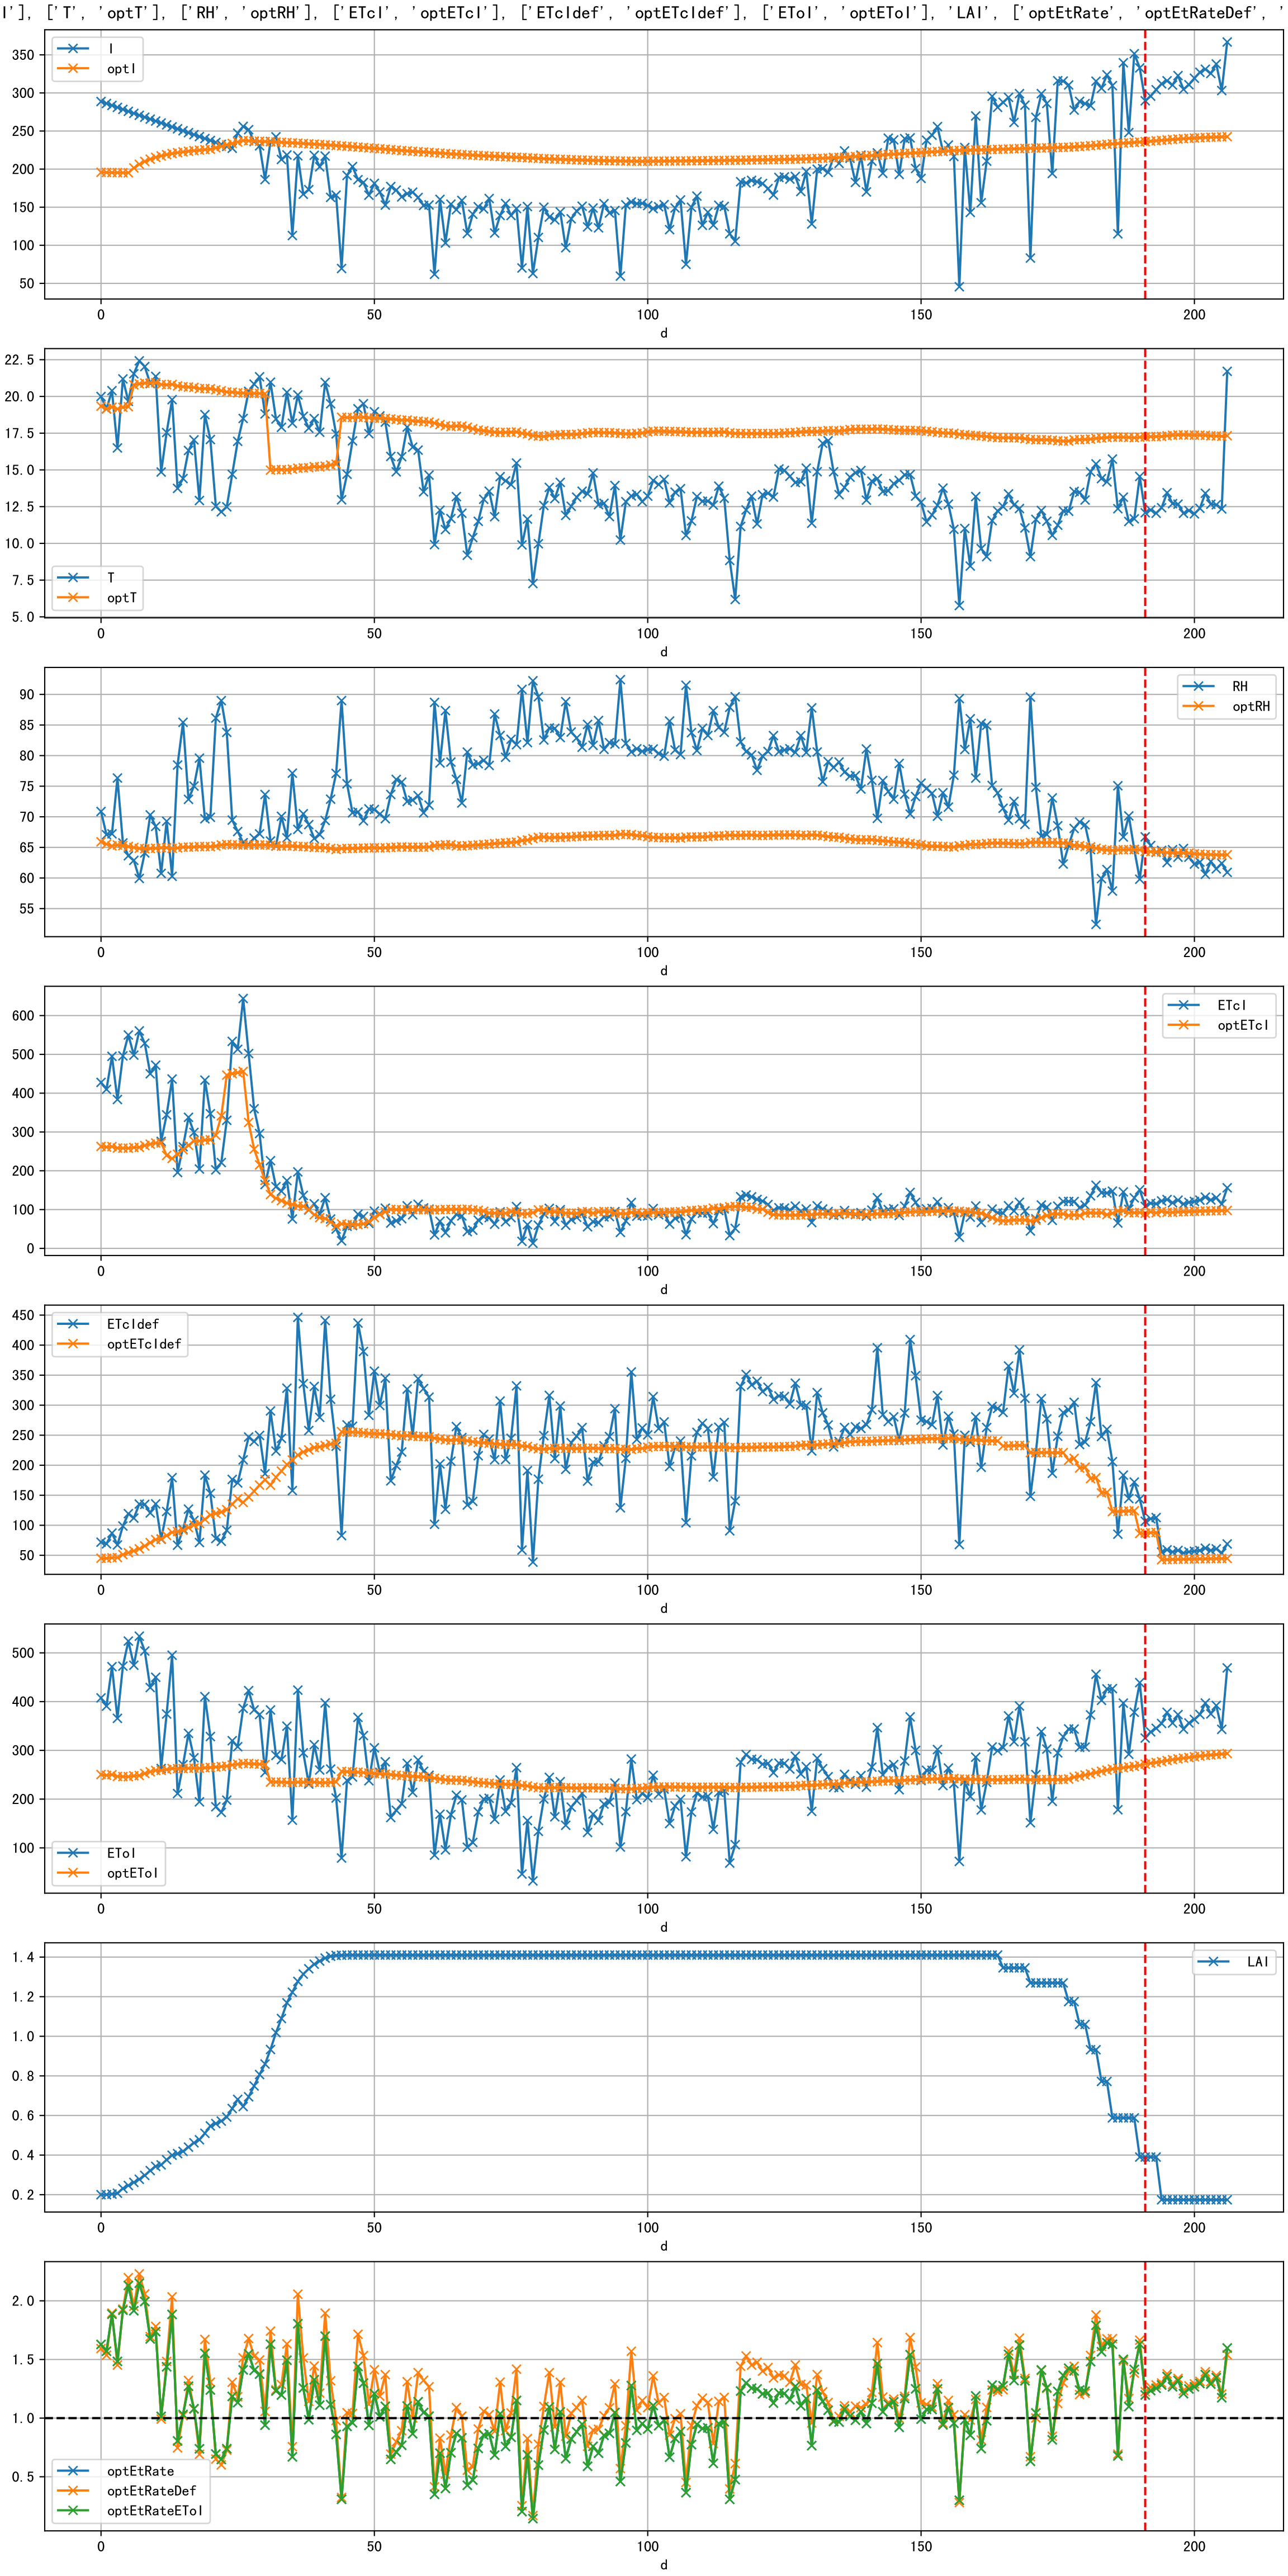 I'], ['T', 'optT'], ['RH', 'optRH'], ['ETcI', 'optETcI'], ['ETcIdef', 'optETcIdef'], ['EToI', 'optEToI'], 'LAI', ['optEtRate', 'optEtRateDef', '
350
300
250
200
150
100
50
I
optI
0 50 100 150 200
d
22.5
20.0
17.5
15.0
12.5
10.0
7.5
5.0
T
optT
0 50 100 150 200
d
90
85
80
75
70
65
60
55
RH
optRH
0 50 100 150 200
d
600
500
400
300
200
100
0
ETcI
optETcI
0 50 100 150 200
d
450
400
350
300
250
200
150
100
50
ETcIdef
optETcIdef
0 50 100 150 200
d
500
400
300
200
100
EToI
optEToI
0 50 100 150 200
d
1.4
1.2
1.0
0.8
0.6
0.4
0.2
LAI
0 50 100 150 200
d
2.0
1.5
1.0
0.5
optEtRate
optEtRateDef
optEtRateEToI
0 50 100 150 200
d